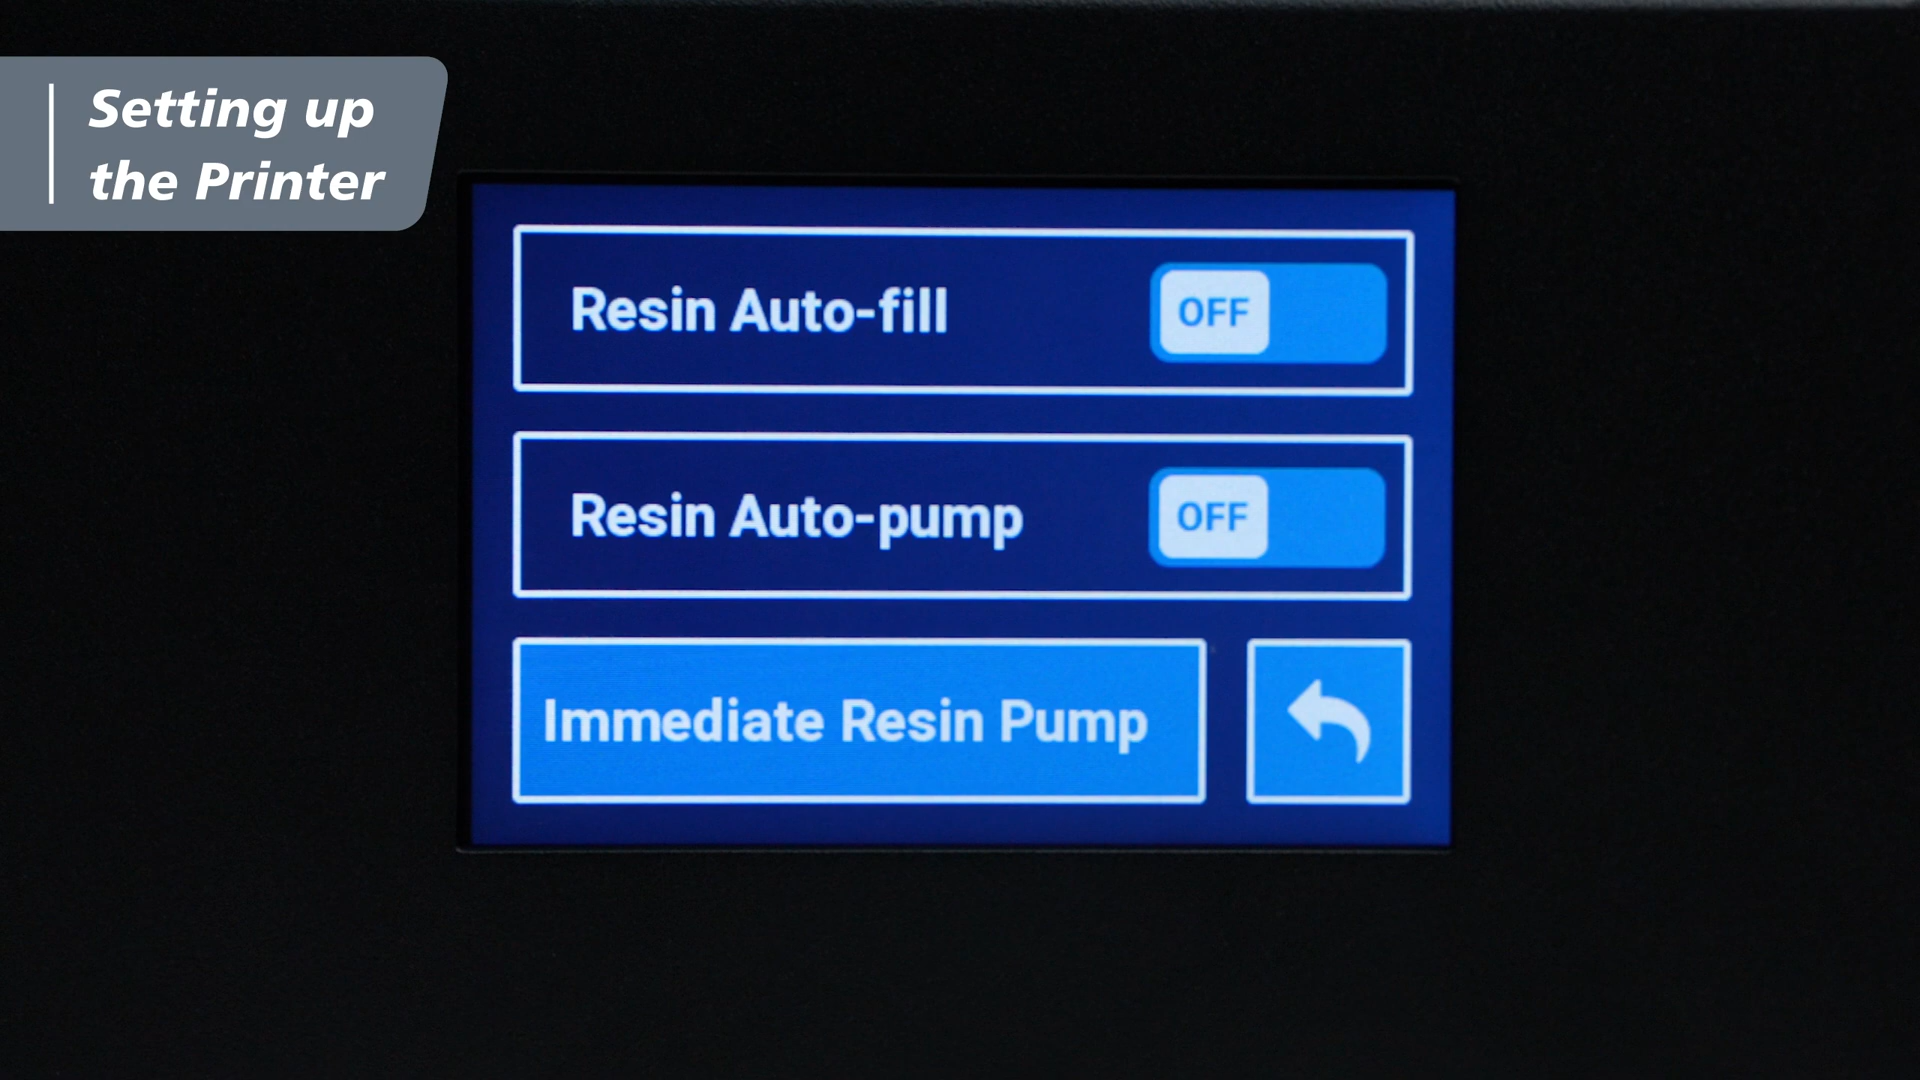 Setting up
the Printer
Resin Auto-fill OFF
Resin Auto-pump OFF
Immediate Resin Pump